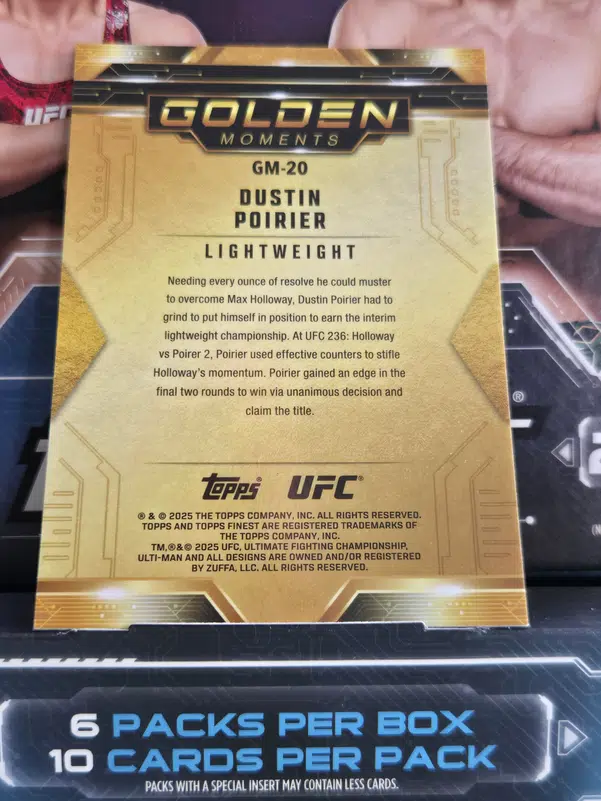 UFC
GOLDEN
MOMENTS
GM-20
DUSTIN
POIRIER
LIGHTWEIGHT
Needing every ounce of resolve he could muster
to overcome Max Holloway, Dustin Poirier had to
grind to put himself in position to earn the interim
lightweight championship. At UFC 236: Holloway
vs Poirer 2, Poirier used effective counters to stifle
Holloway's momentum. Poirier gained an edge in the
final two rounds to win via unanimous decision and
claim the title.
topps® UFC®
® & © 2025 THE TOPPS COMPANY, INC. ALL RIGHTS RESERVED.
TOPPS AND TOPPS FINEST ARE REGISTERED TRADEMARKS OF
THE TOPPS COMPANY, INC.
TM,®&© 2025 UFC, ULTIMATE FIGHTING CHAMPIONSHIP,
ULTI-MAN AND ALL DESIGNS ARE OWNED AND/OR REGISTERED
BY ZUFFA, LLC. ALL RIGHTS RESERVED.
®
6 PACKS PER BOX
10 CARDS PER PACK
PACKS WITH A SPECIAL INSERT MAY CONTAIN LESS CARDS.